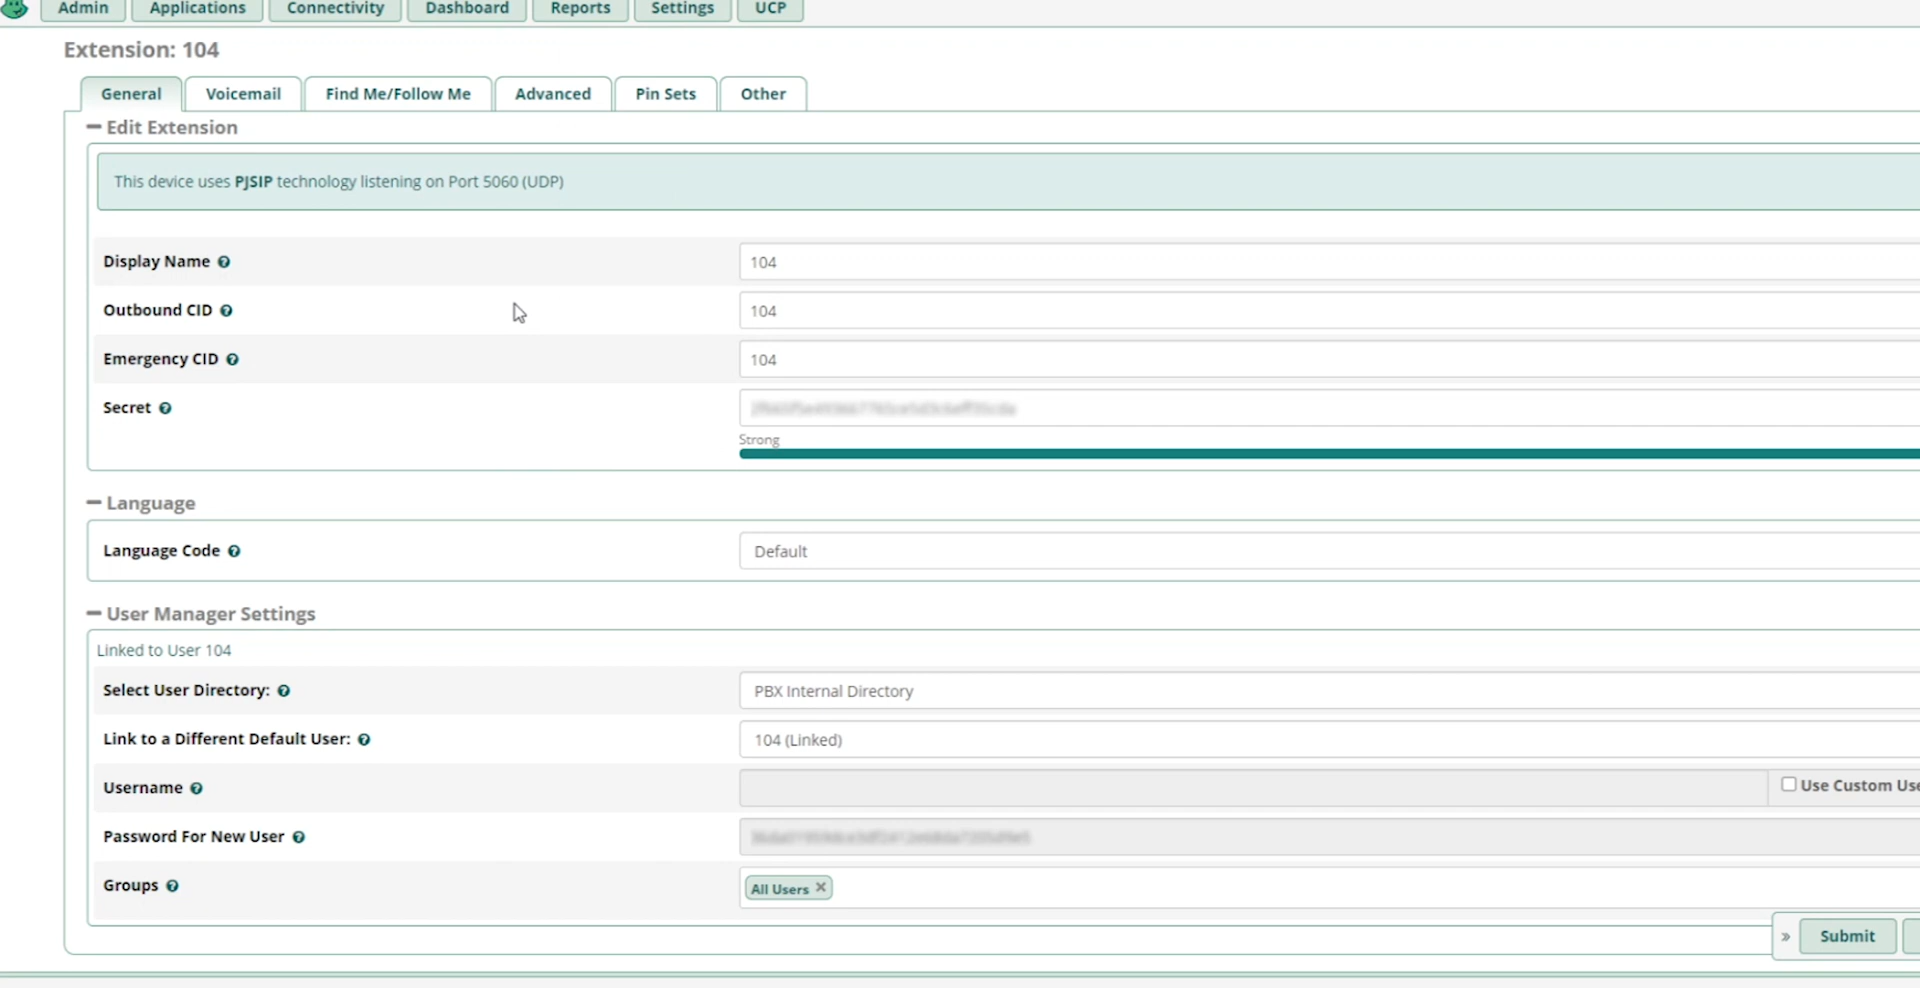 Admin Applications Connectivity Dashboard Reports Settings UCP
Extension: 104
General Voicemail Find Me/Follow Me Advanced Pin Sets Other
Edit Extension
This device uses PJSIP technology listening on Port 5060 (UDP)
Display Name 104
Outbound CID 104
Emergency CID 104
Secret
Strong
Language
Language Code Default
User Manager Settings
Linked to User 104
Select User Directory: PBX Internal Directory
Link to a Different Default User: 104 (Linked)
Username Use Custom Use
Password For New User
Groups All Users ×
» Submit